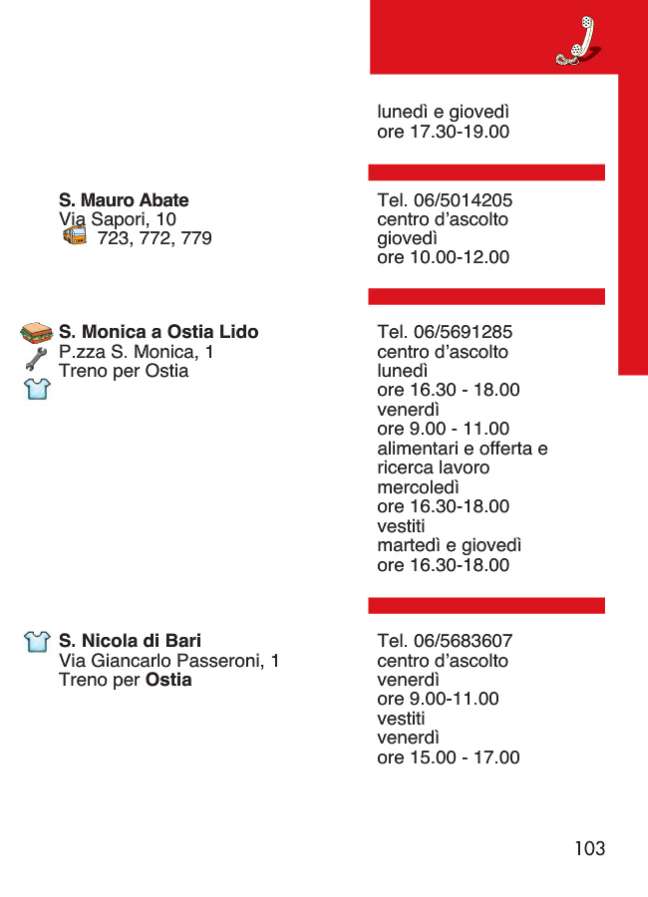 lunedì e giovedì
ore 17.30-19.00
S. Mauro Abate
Via Sapori, 10
723, 772, 779
Tel. 06/5014205
centro d'ascolto
giovedì
ore 10.00-12.00
S. Monica a Ostia Lido
P.zza S. Monica, 1
Treno per Ostia
Tel. 06/5691285
centro d'ascolto
lunedì
ore 16.30 - 18.00
venerdì
ore 9.00 - 11.00
alimentari e offerta e
ricerca lavoro
mercoledì
ore 16.30-18.00
vestiti
martedì e giovedì
ore 16.30-18.00
S. Nicola di Bari
Via Giancarlo Passeroni, 1
Treno per Ostia
Tel. 06/5683607
centro d'ascolto
venerdì
ore 9.00-11.00
vestiti
venerdì
ore 15.00 - 17.00
103